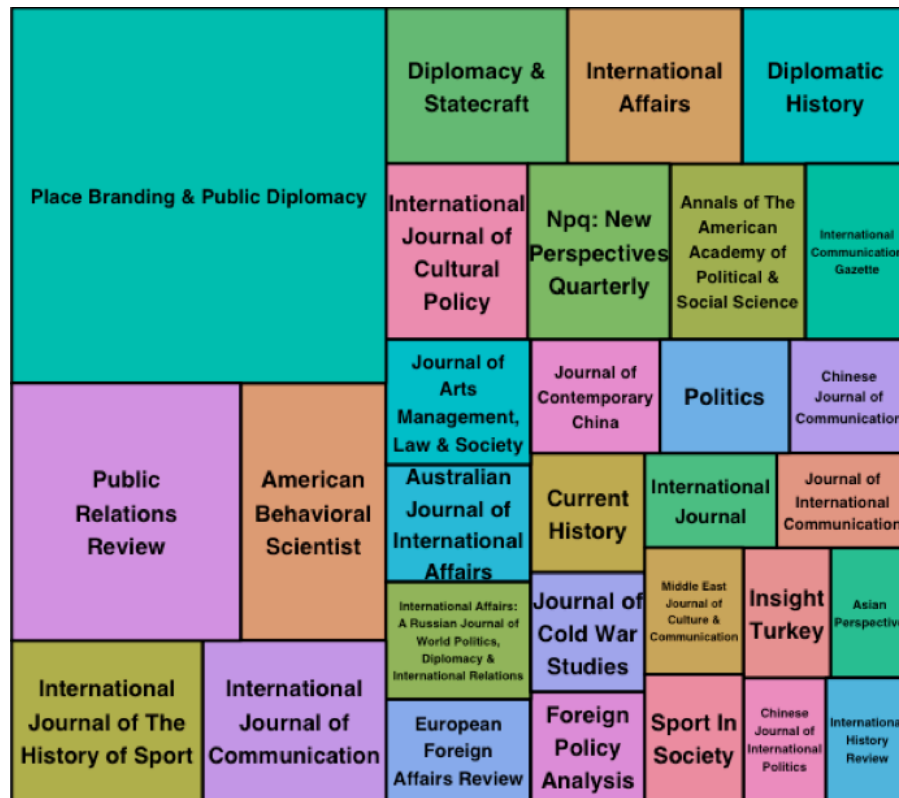 Place Branding & Public Diplomacy
Public
Relations
Review
American
Behavioral
Scientist
International
Journal of The
History of Sport
International
Journal of
Communication
Diplomacy &
Statecraft
International
Affairs
Diplomatic
History
International
Journal of
Cultural
Policy
Npq: New
Perspectives
Quarterly
Annals of The
American
Academy of
Political &
Social Science
International
Communication
Gazette
Journal of
Arts
Management,
Law & Society
Journal of
Contemporary
China
Politics
Chinese
Journal of
Communication
Australian
Journal of
International
Affairs
Current
History
International
Journal
Journal of
International
Communication
International Affairs:
A Russian Journal of
World Politics,
Diplomacy &
International Relations
Journal of
Cold War
Studies
Middle East
Journal of
Culture &
Communication
Insight
Turkey
Asian
Perspective
European
Foreign
Affairs Review
Foreign
Policy
Analysis
Sport In
Society
Chinese
Journal of
International
Politics
International
History
Review